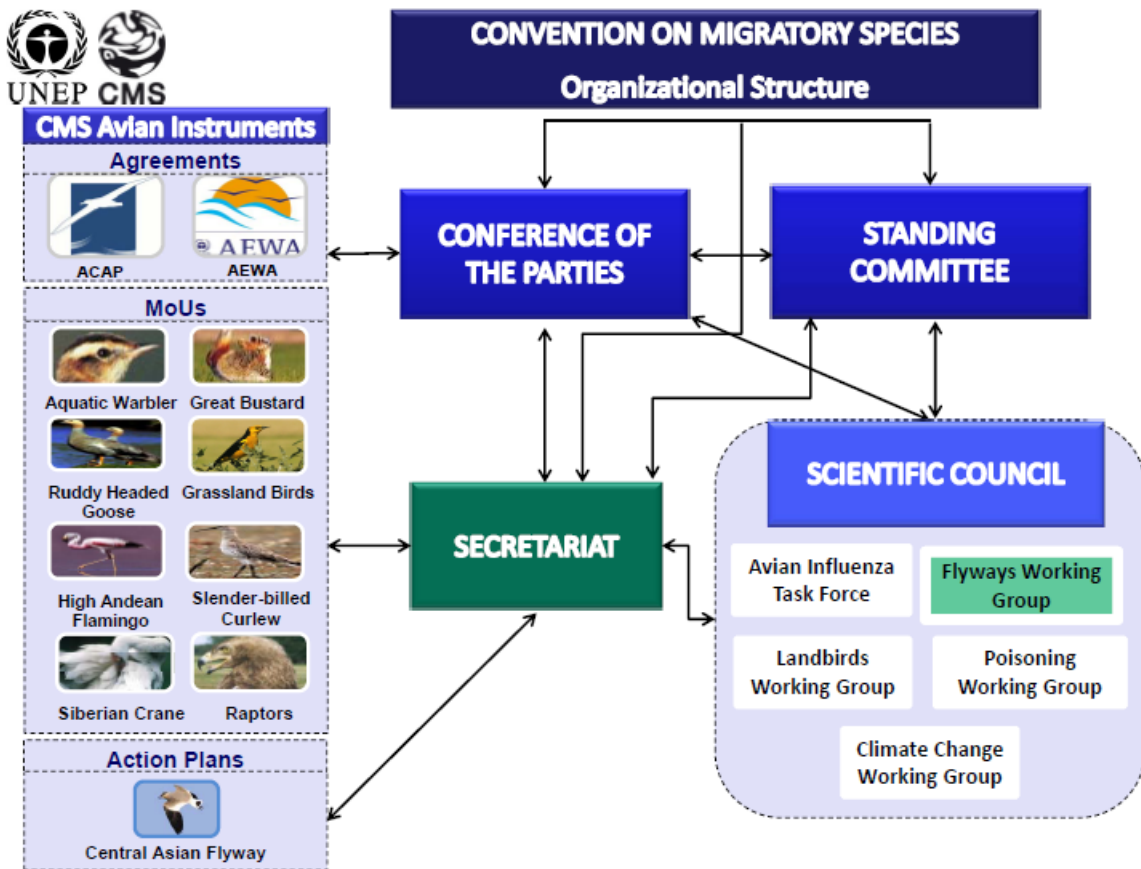 UNEP CMS
CONVENTION ON MIGRATORY SPECIES
Organizational Structure
CMS Avian Instruments
Agreements
AEWA
ACAP
AEWA
MoUs
Aquatic Warbler
Great Bustard
Ruddy Headed
Goose
Grassland Birds
High Andean
Flamingo
Slender-billed
Curlew
Siberian Crane
Raptors
Action Plans
Central Asian Flyway
CONFERENCE OF
THE PARTIES
STANDING
COMMITTEE
SECRETARIAT
SCIENTIFIC COUNCIL
Avian Influenza
Task Force
Flyways Working
Group
Landbirds
Working Group
Poisoning
Working Group
Climate Change
Working Group